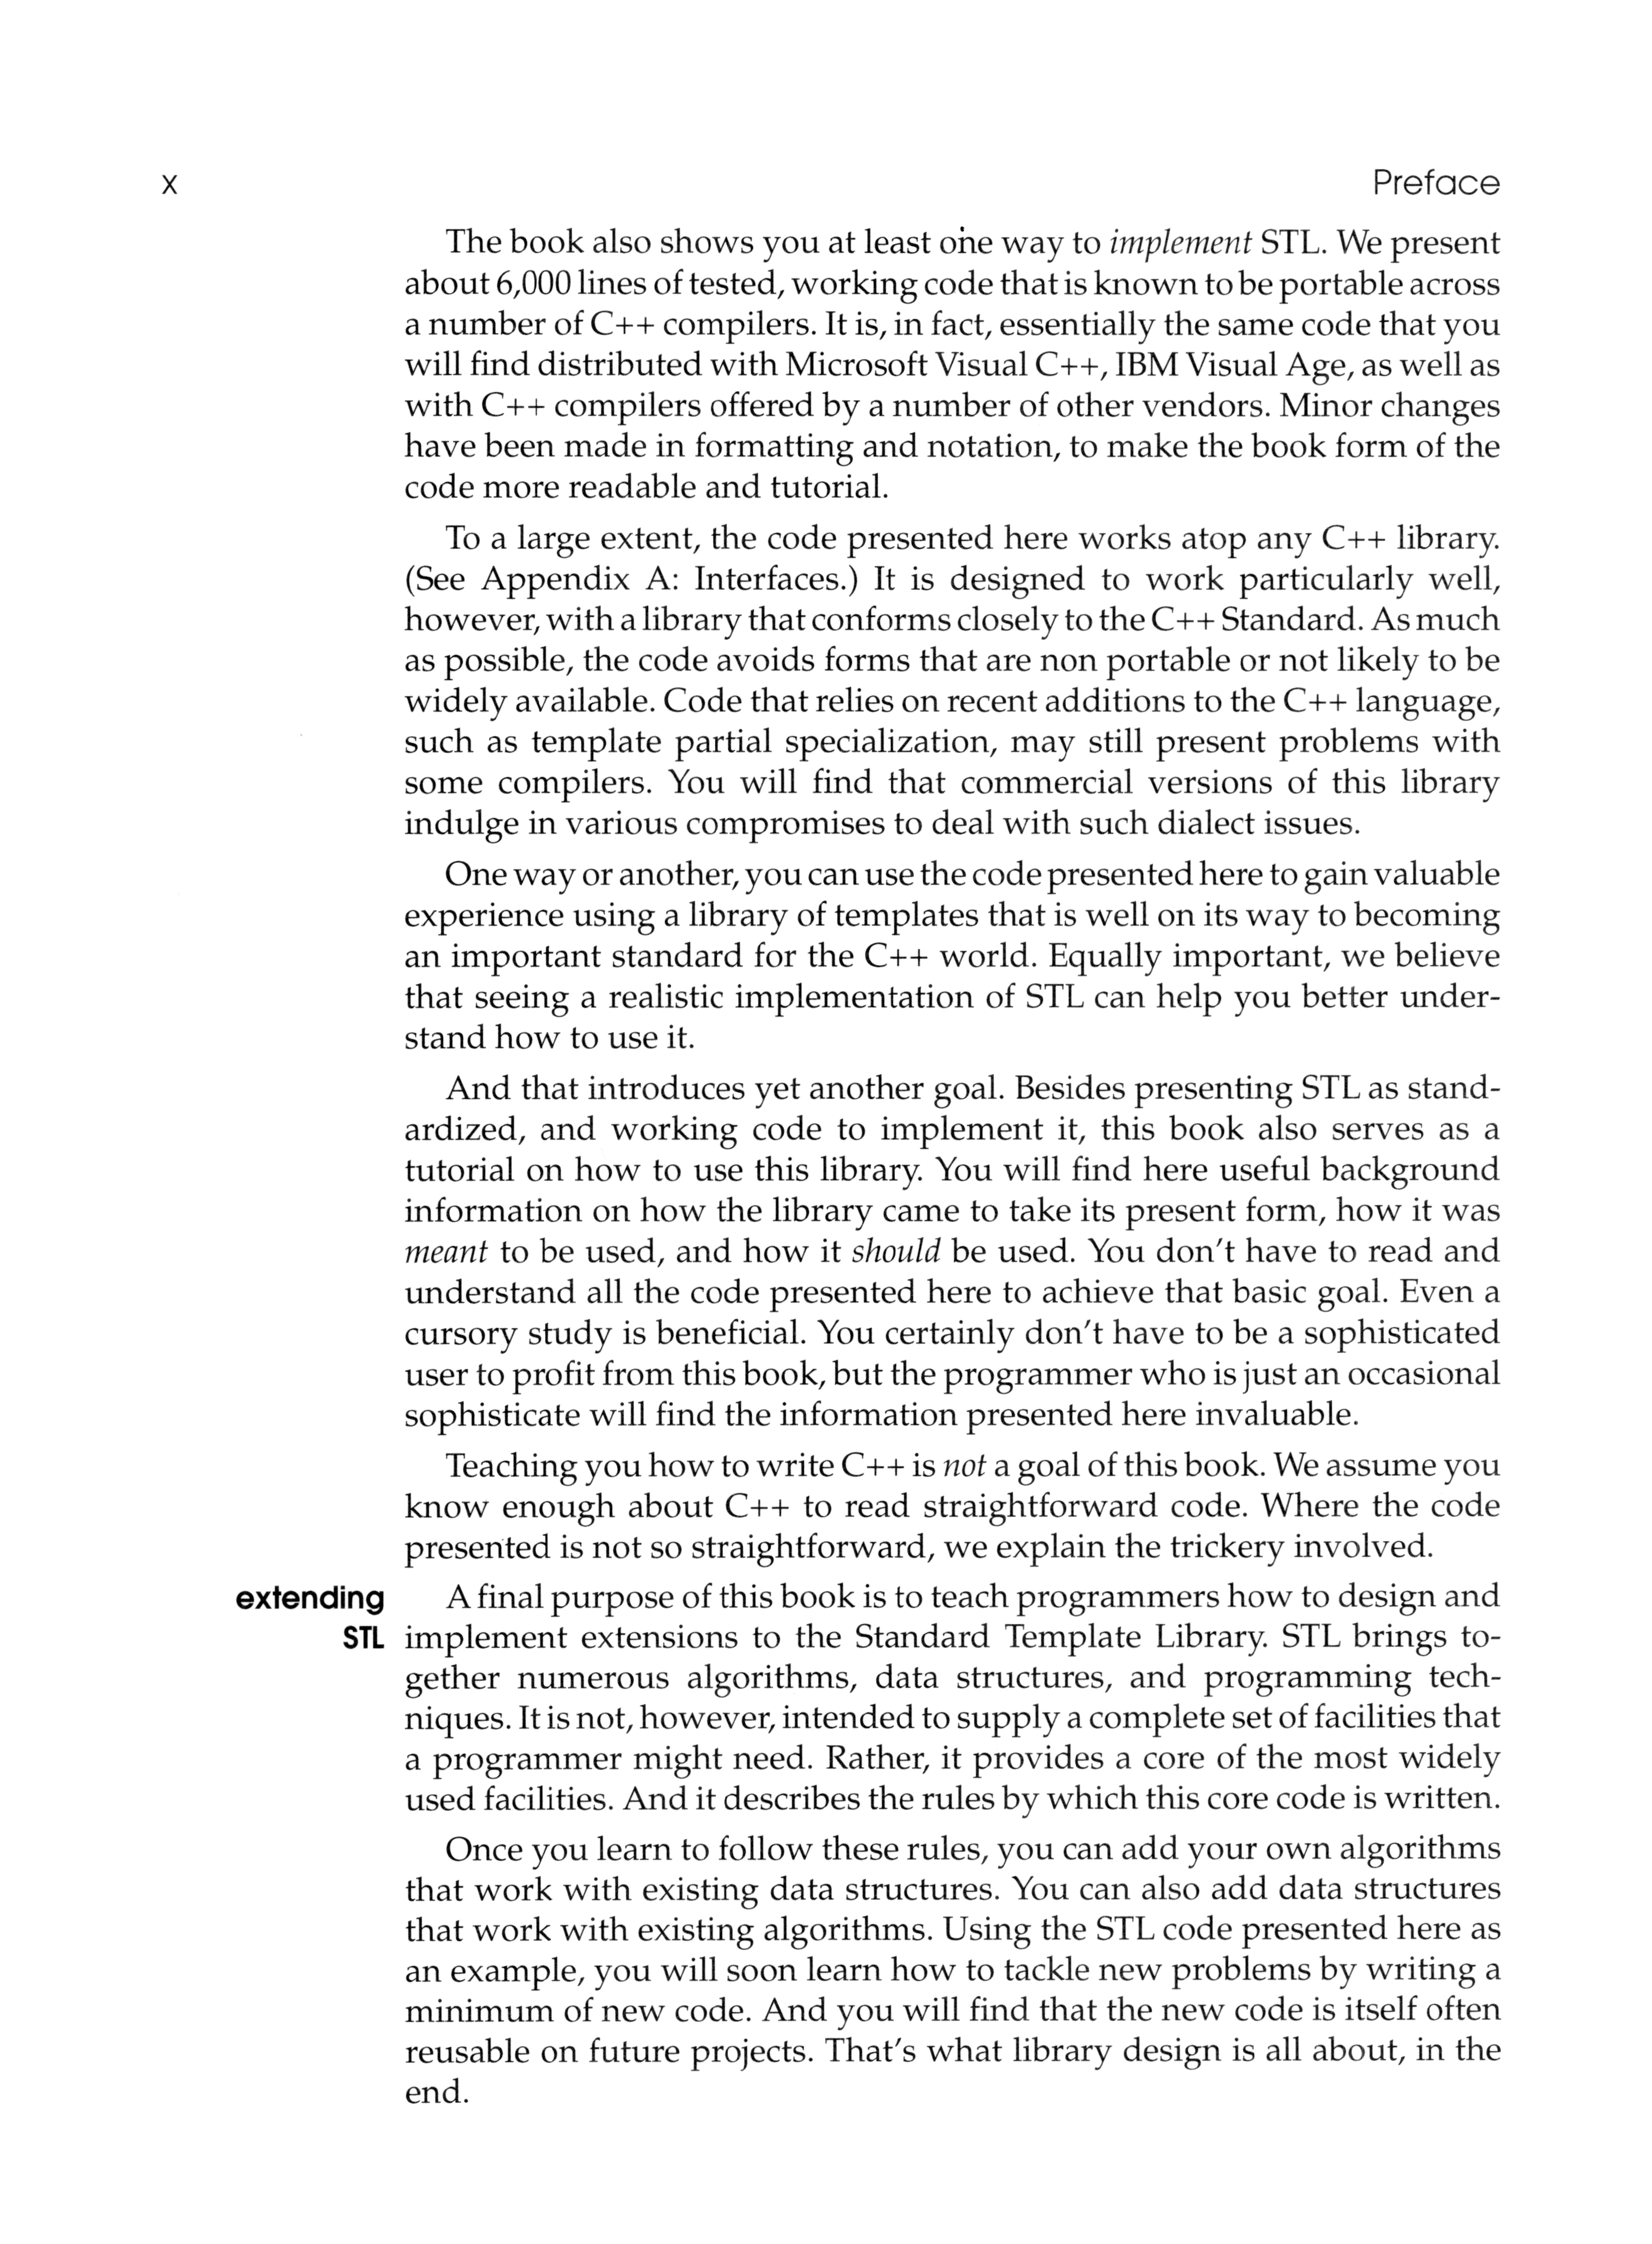 x Preface
The book also shows you at least one way to implement STL. We present
about 6,000 lines of tested, working code that is known to be portable across
a number of C++ compilers. It is, in fact, essentially the same code that you
will find distributed with Microsoft Visual C++, IBM Visual Age, as well as
with C++ compilers offered by a number of other vendors. Minor changes
have been made in formatting and notation, to make the book form of the
code more readable and tutorial.
To a large extent, the code presented here works atop any C++ library.
(See Appendix A: Interfaces.) It is designed to work particularly well,
however, with a library that conforms closely to the C++ Standard. As much
as possible, the code avoids forms that are non portable or not likely to be
widely available. Code that relies on recent additions to the C++ language,
such as template partial specialization, may still present problems with
some compilers. You will find that commercial versions of this library
indulge in various compromises to deal with such dialect issues.
One way or another, you can use the code presented here to gain valuable
experience using a library of templates that is well on its way to becoming
an important standard for the C++ world. Equally important, we believe
that seeing a realistic implementation of STL can help you better under-
stand how to use it.
And that introduces yet another goal. Besides presenting STL as stand-
ardized, and working code to implement it, this book also serves as a
tutorial on how to use this library. You will find here useful background
information on how the library came to take its present form, how it was
meant to be used, and how it should be used. You don't have to read and
understand all the code presented here to achieve that basic goal. Even a
cursory study is beneficial. You certainly don't have to be a sophisticated
user to profit from this book, but the programmer who is just an occasional
sophisticate will find the information presented here invaluable.
Teaching you how to write C++ is not a goal of this book. We assume you
know enough about C++ to read straightforward code. Where the code
presented is not so straightforward, we explain the trickery involved.
extending A final purpose of this book is to teach programmers how to design and
STL implement extensions to the Standard Template Library. STL brings to-
gether numerous algorithms, data structures, and programming tech-
niques. It is not, however, intended to supply a complete set of facilities that
a programmer might need. Rather, it provides a core of the most widely
used facilities. And it describes the rules by which this core code is written.
Once you learn to follow these rules, you can add your own algorithms
that work with existing data structures. You can also add data structures
that work with existing algorithms. Using the STL code presented here as
an example, you will soon learn how to tackle new problems by writing a
minimum of new code. And you will find that the new code is itself often
reusable on future projects. That's what library design is all about, in the
end.